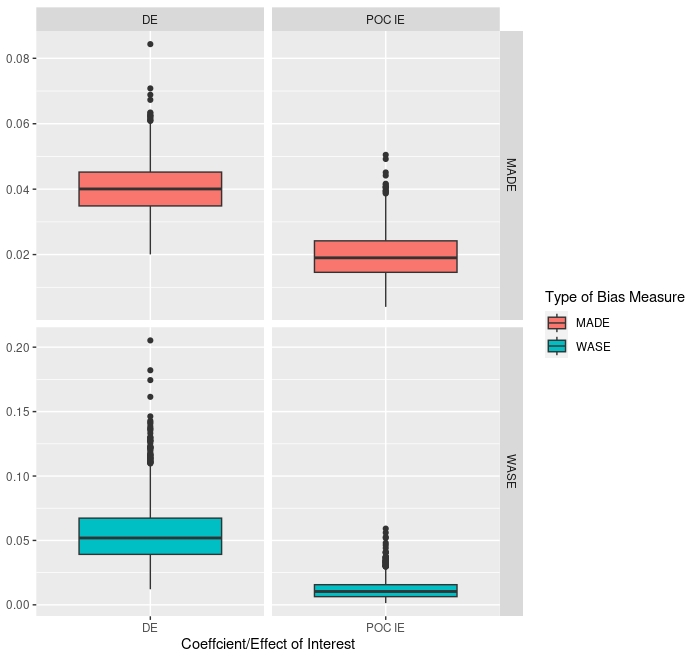 DE
POC IE
0.08
0.06
0.04
0.02
MADE
0.20
0.15
0.10
0.05
0.00
WASE
DE
POC IE
Coeffcient/Effect of Interest
Type of Bias Measure
MADE
WASE